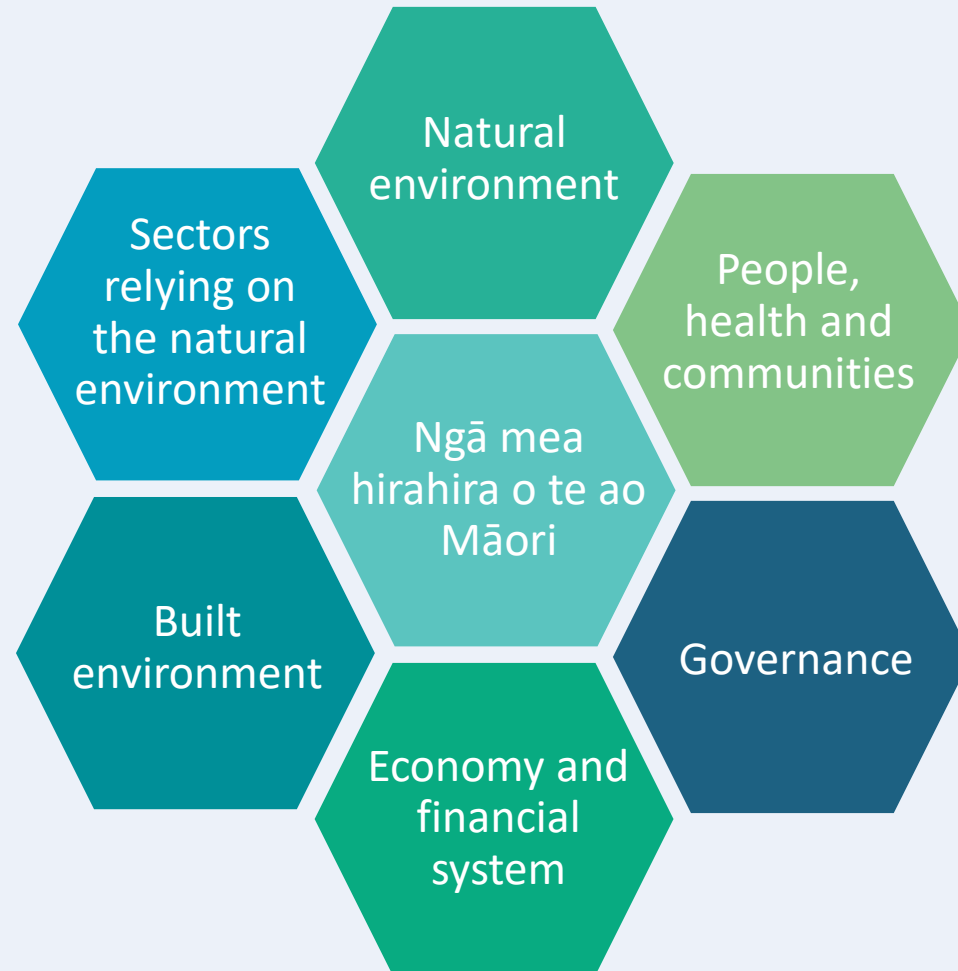 Natural
environment
Sectors
relying on
the natural
environment
People,
health and
communities
Ngā mea
hirahira o te ao
Māori
Built
environment
Governance
Economy and
financial
system